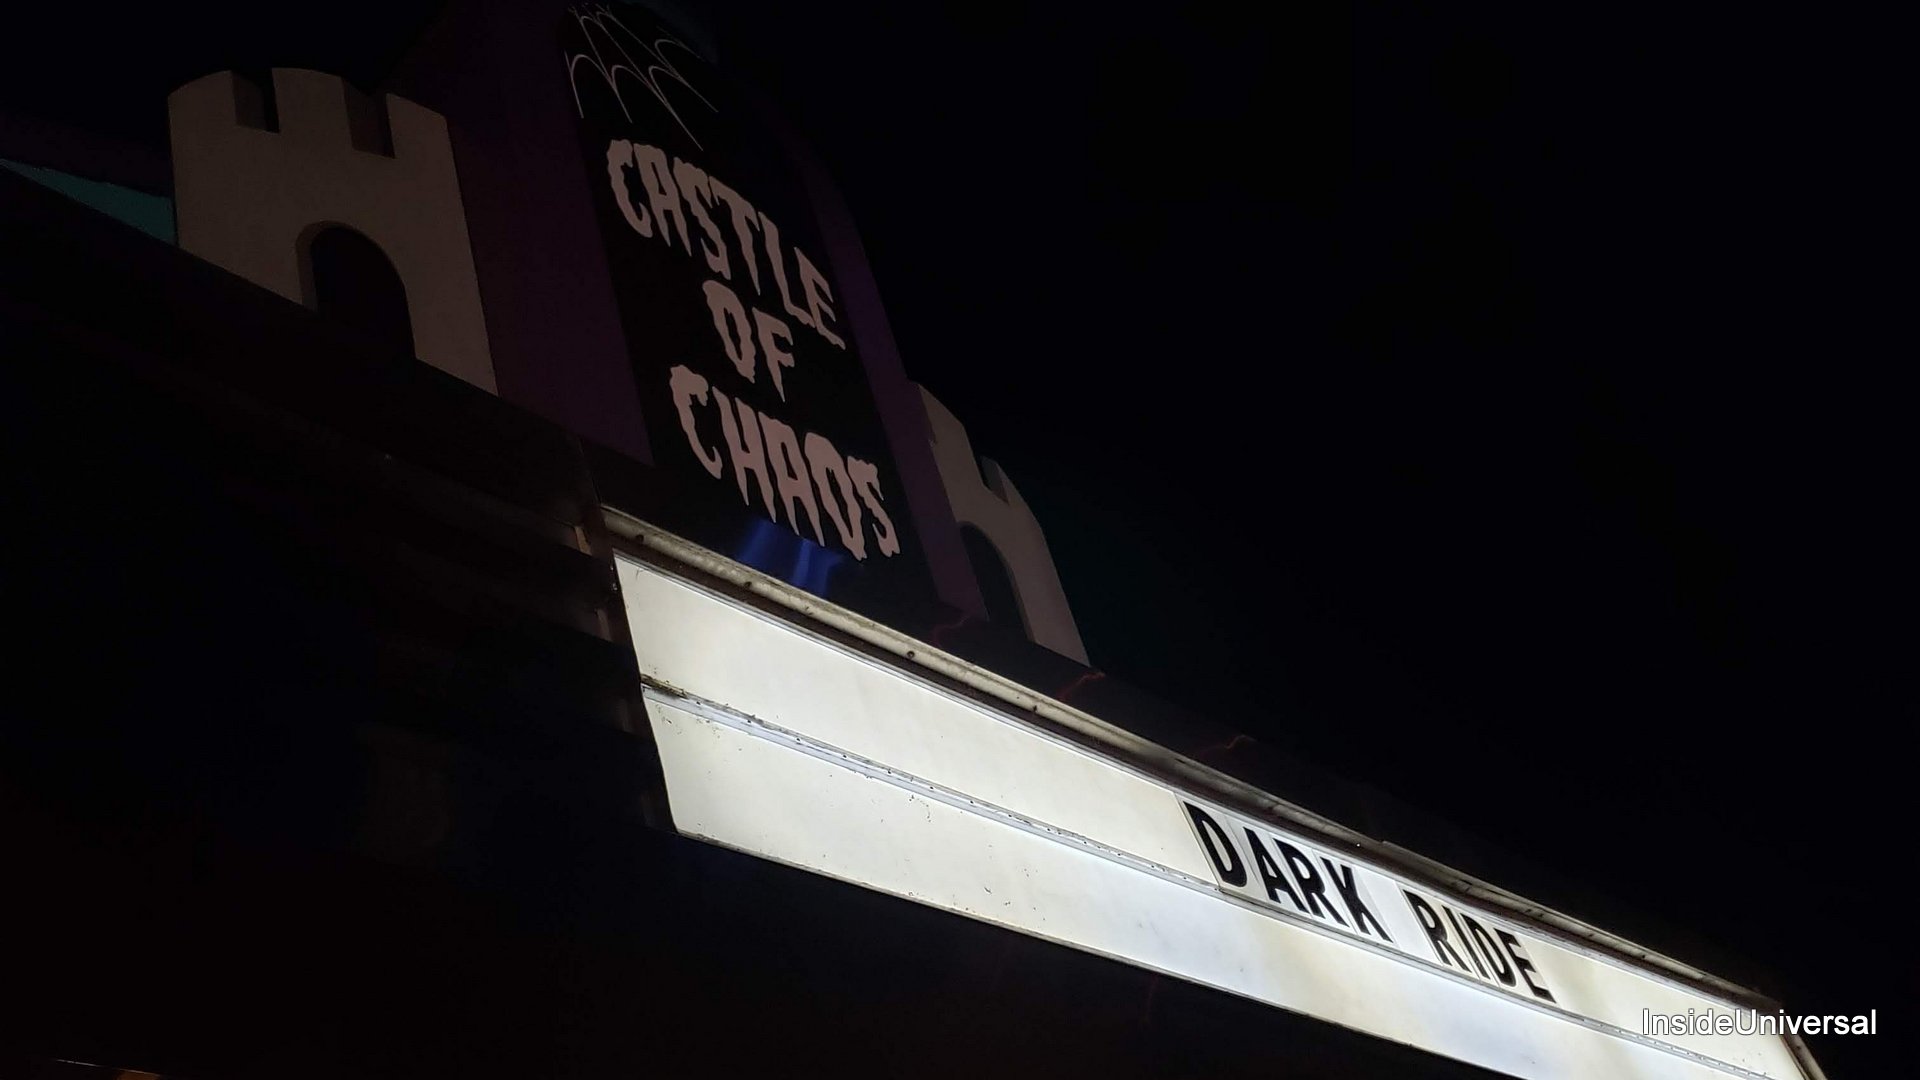 CASTLE
OF
CHAOS
DARK RIDE
InsideUniversal